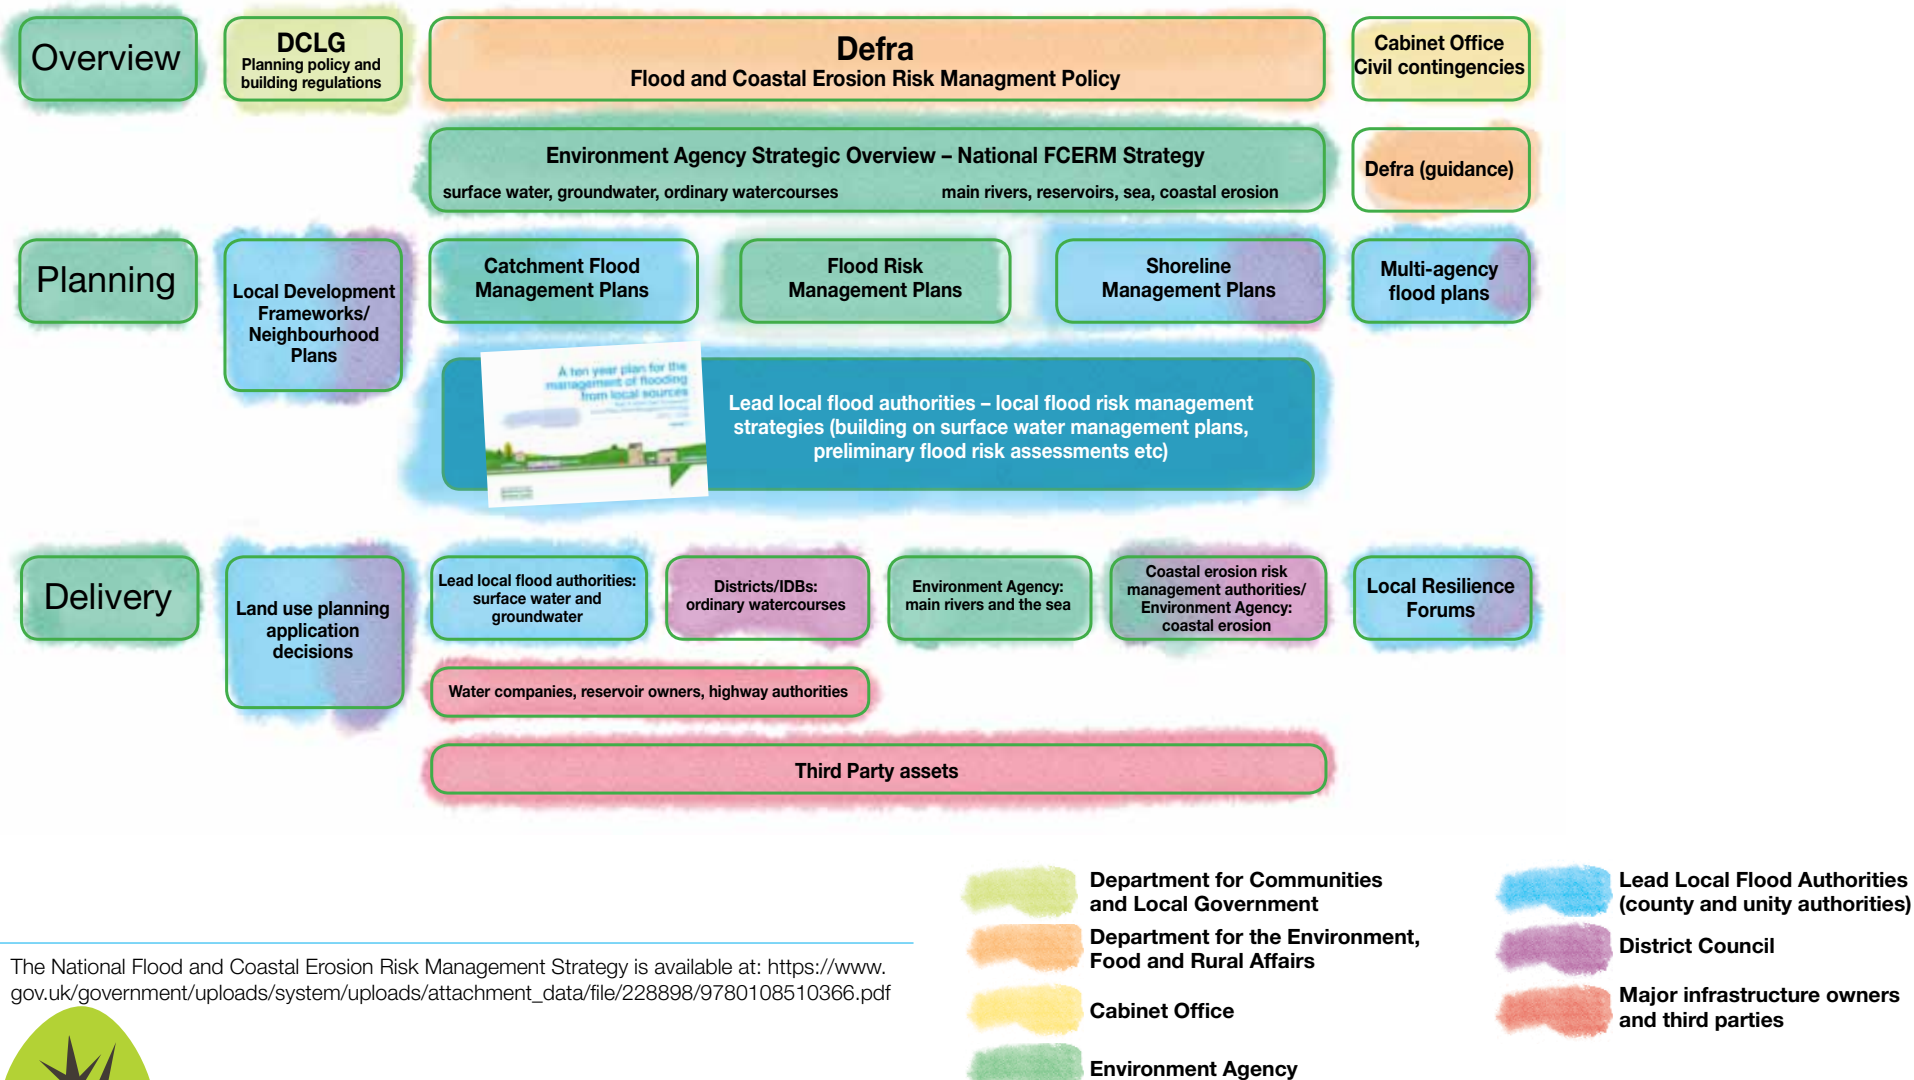 Overview
DCLG
Planning policy and
building regulations
Defra
Flood and Coastal Erosion Risk Managment Policy
Cabinet Office
Civil contingencies
Environment Agency Strategic Overview – National FCERM Strategy
surface water, groundwater, ordinary watercourses
main rivers, reservoirs, sea, coastal erosion
Defra (guidance)
Planning
Local Development
Frameworks/
Neighbourhood
Plans
Catchment Flood
Management Plans
Flood Risk
Management Plans
Shoreline
Management Plans
Multi-agency
flood plans
A ten year plan for the
management of flooding
from local sources
Lead local flood authorities – local flood risk management
strategies (building on surface water management plans,
preliminary flood risk assessments etc)
Delivery
Land use planning
application
decisions
Lead local flood authorities:
surface water and
groundwater
Districts/IDBs:
ordinary watercourses
Environment Agency:
main rivers and the sea
Coastal erosion risk
management authorities/
Environment Agency:
coastal erosion
Local Resilience
Forums
Water companies, reservoir owners, highway authorities
Third Party assets
The National Flood and Coastal Erosion Risk Management Strategy is available at: https://www.
gov.uk/government/uploads/system/uploads/attachment_data/file/228898/9780108510366.pdf
Department for Communities
and Local Government
Department for the Environment,
Food and Rural Affairs
Cabinet Office
Environment Agency
Lead Local Flood Authorities
(county and unity authorities)
District Council
Major infrastructure owners
and third parties